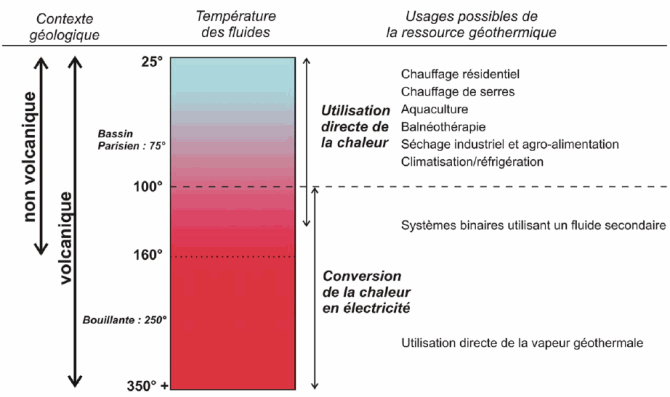 Contexte
géologique
Température
des fluides
Usages possibles de
la ressource géothermique
non volcanique
volcanique
25°
Bassin
Parisien : 75°
100°
160°
Bouillante : 250°
350° +
Utilisation
directe de
la chaleur
Conversion
de la chaleur
en électricité
Chauffage résidentiel
Chauffage de serres
Aquaculture
Balnéothérapie
Séchage industriel et agro-alimentation
Climatisation/réfrigération
Systèmes binaires utilisant un fluide secondaire
Utilisation directe de la vapeur géothermale